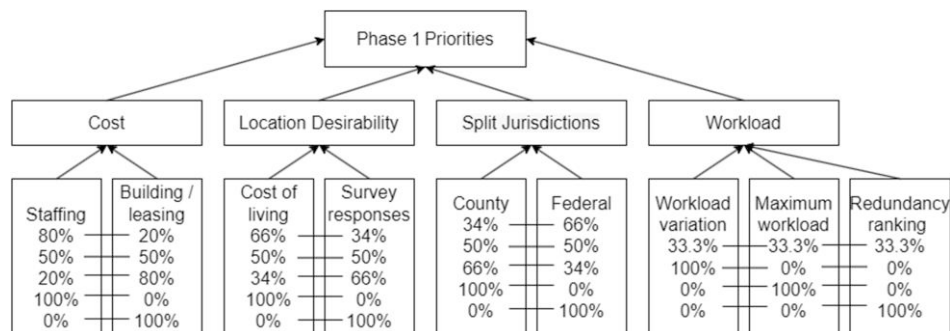 Phase 1 Priorities
Cost
Location Desirability
Split Jurisdictions
Workload
Staffing
80%
50%
20%
100%
0%
Building /
leasing
20%
50%
80%
0%
100%
Cost of
living
66%
50%
34%
100%
0%
Survey
responses
34%
50%
66%
0%
100%
County
34%
50%
66%
100%
0%
Federal
66%
50%
34%
0%
100%
Workload
variation
33.3%
100%
0%
0%
Maximum
workload
33.3%
0%
100%
0%
Redundancy
ranking
33.3%
0%
0%
100%